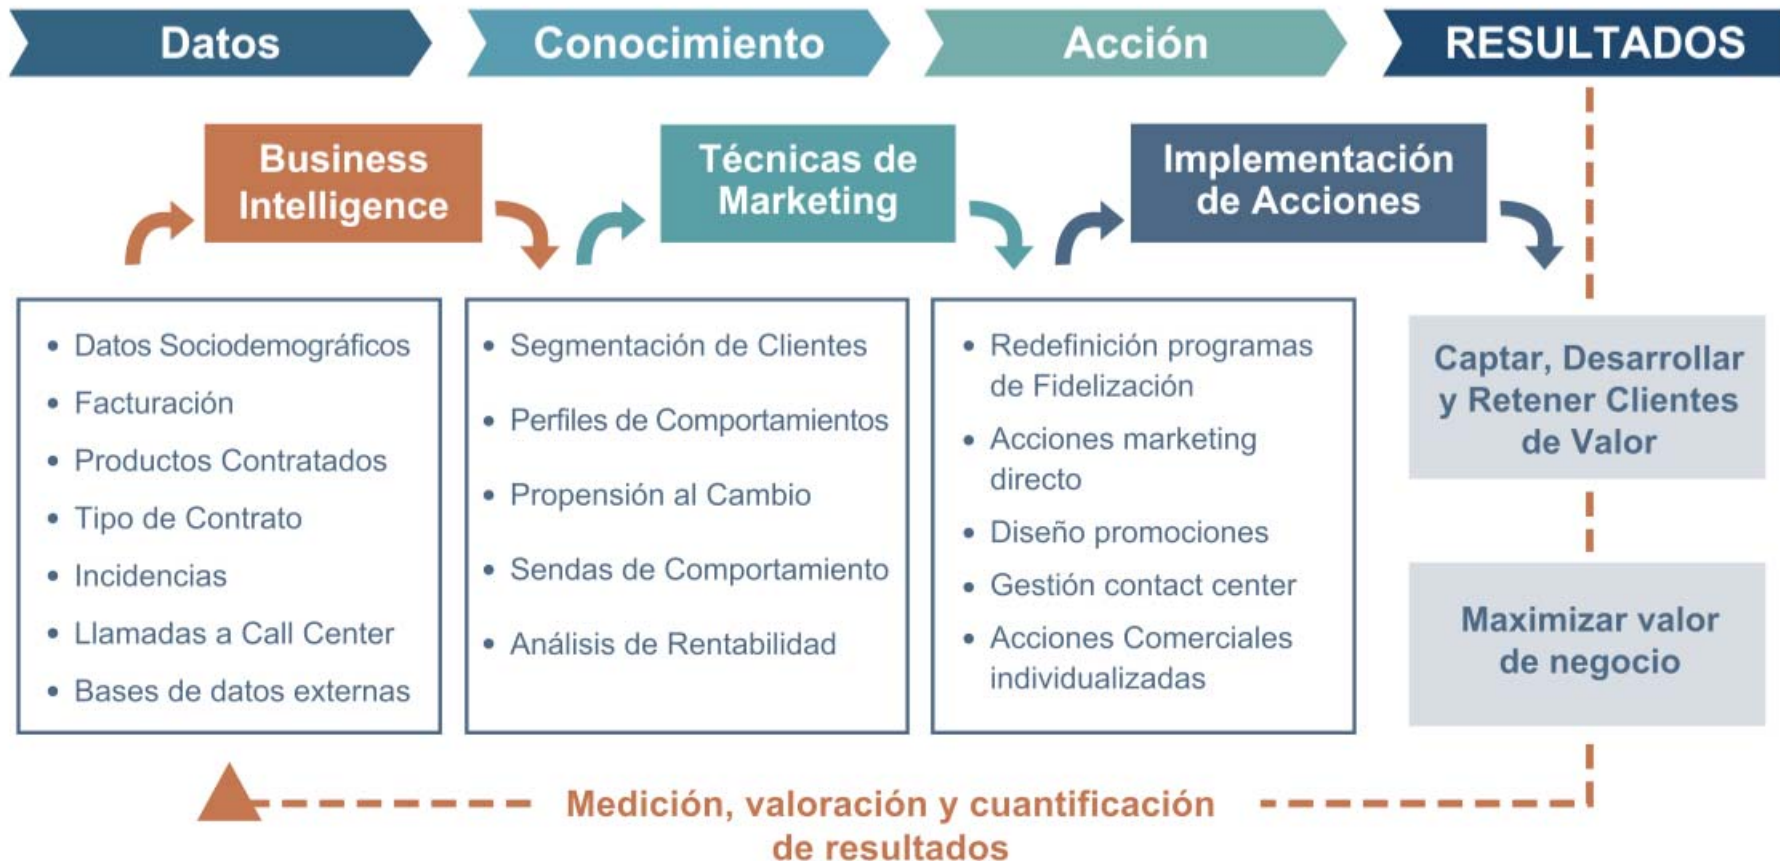 Datos
Conocimiento
Acción
RESULTADOS
Business
Intelligence
Técnicas de
Marketing
Implementación
de Acciones
• Datos Sociodemográficos
• Facturación
• Productos Contratados
• Tipo de Contrato
• Incidencias
• Llamadas a Call Center
• Bases de datos externas
• Segmentación de Clientes
• Perfiles de Comportamientos
• Propensión al Cambio
• Sendas de Comportamiento
• Análisis de Rentabilidad
• Redefinición programas
de Fidelización
• Acciones marketing
directo
• Diseño promociones
• Gestión contact center
• Acciones Comerciales
individualizadas
Captar, Desarrollar
y Retener Clientes
de Valor
Maximizar valor
de negocio
Medición, valoración y cuantificación
de resultados